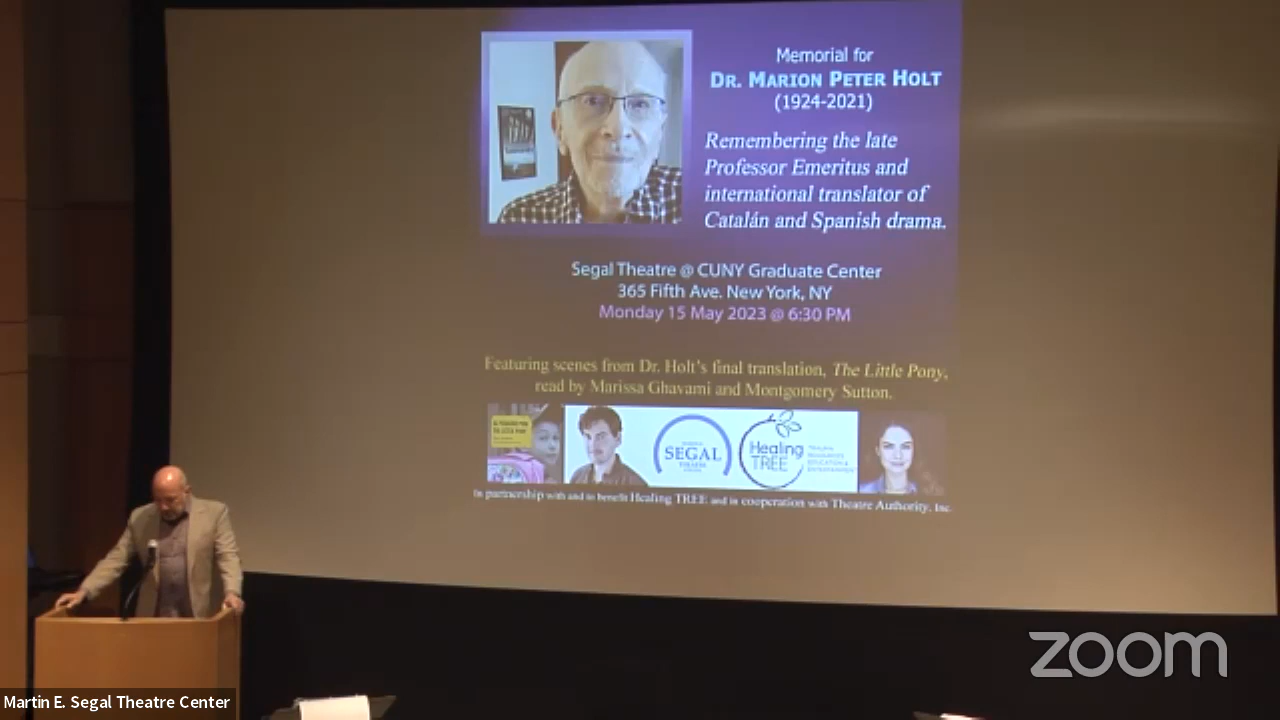 Memorial for
DR. MARION PETER HOLT
(1924-2021)
Remembering the late
Professor Emeritus and
international translator of
Catalán and Spanish drama.
Segal Theatre @ CUNY Graduate Center
365 Fifth Ave. New York, NY
Monday 15 May 2023 @ 6:30 PM
Featuring scenes from Dr. Holt's final translation, The Little Pony,
read by Marissa Ghavami and Montgomery Sutton.
SEGAL
Healing
TREE
In partnership with and to benefit Healing TREE and in cooperation with Theatre Authority, Inc.
zoom
Martin E. Segal Theatre Center